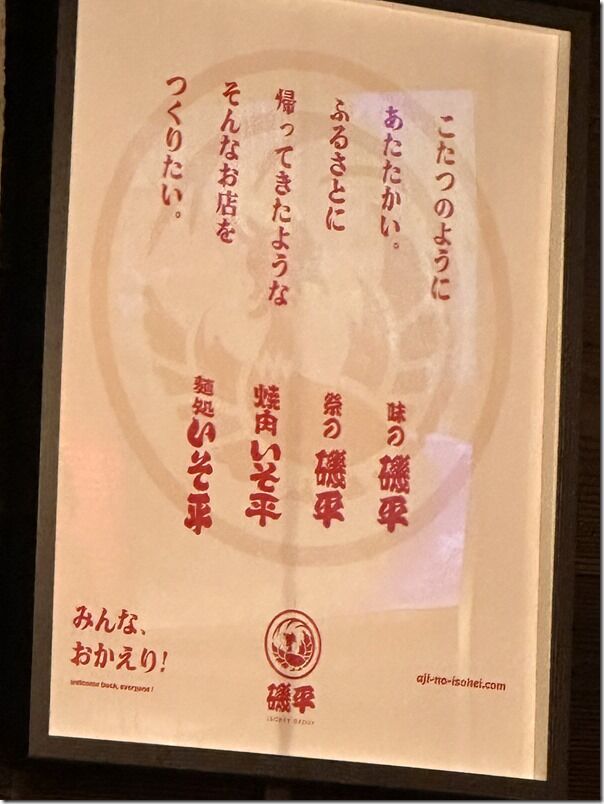 こたつのように
あたたかい。
ふるさとに
帰ってきたような
そんなお店を
つくりたい。
味の磯平
祭の磯平
焼肉いそ平
麺処いそ平
みんな、
おかえり!
welcome back, everyone!
磯平
ISOHEI GROUP
aji-no-isohei.com